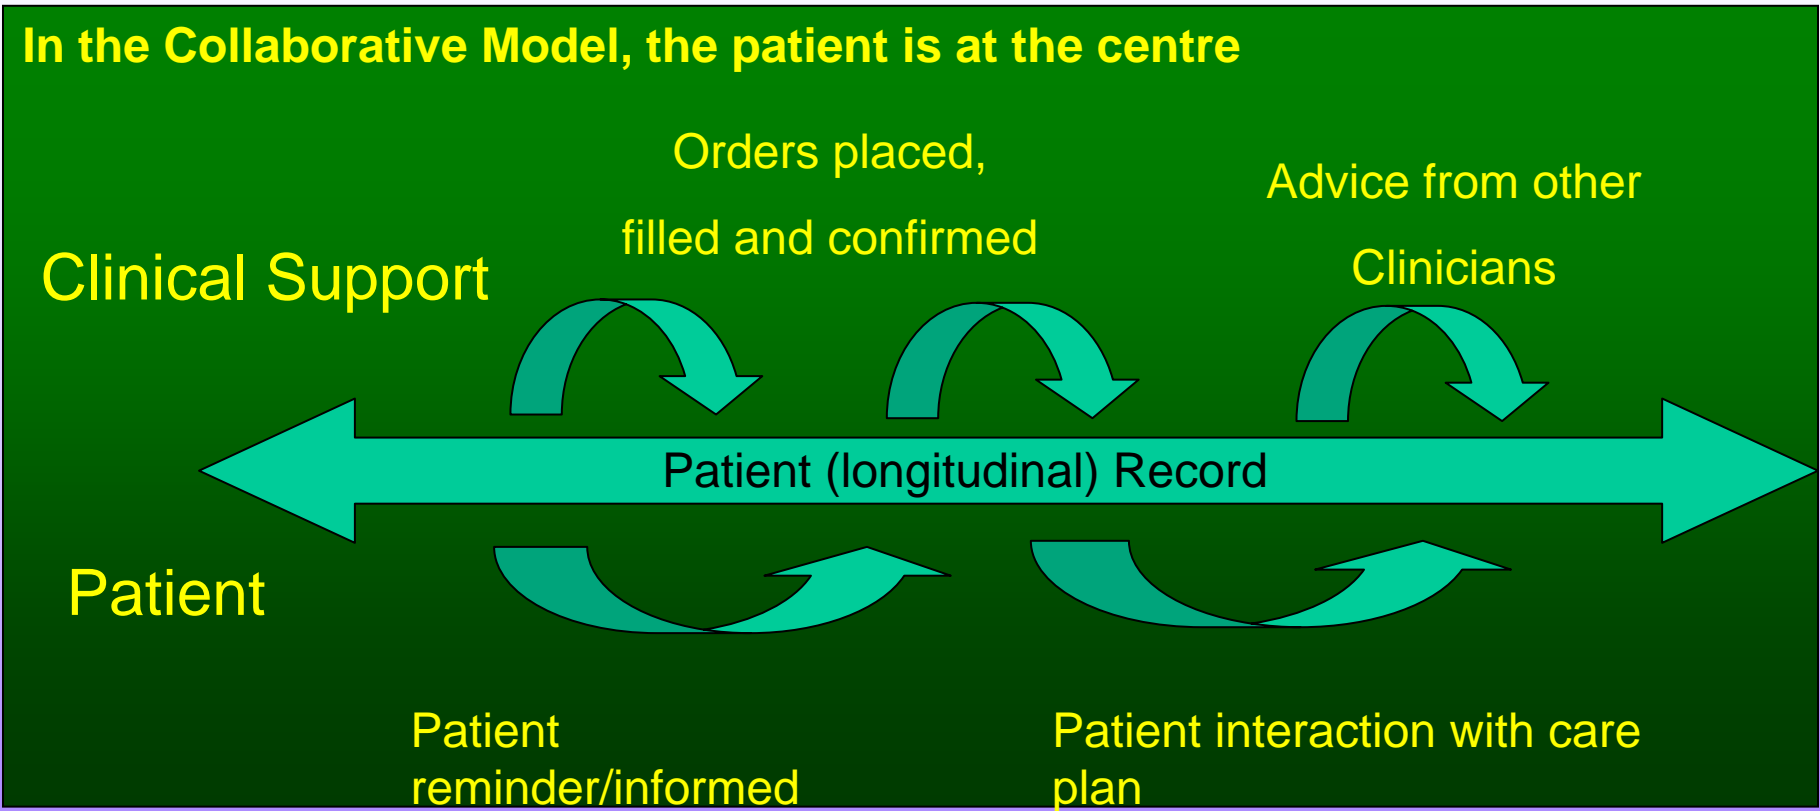 In the Collaborative Model, the patient is at the centre
Orders placed,
filled and confirmed
Advice from other
Clinicians
Clinical Support
Patient (longitudinal) Record
Patient
Patient
reminder/informed
Patient interaction with care
plan